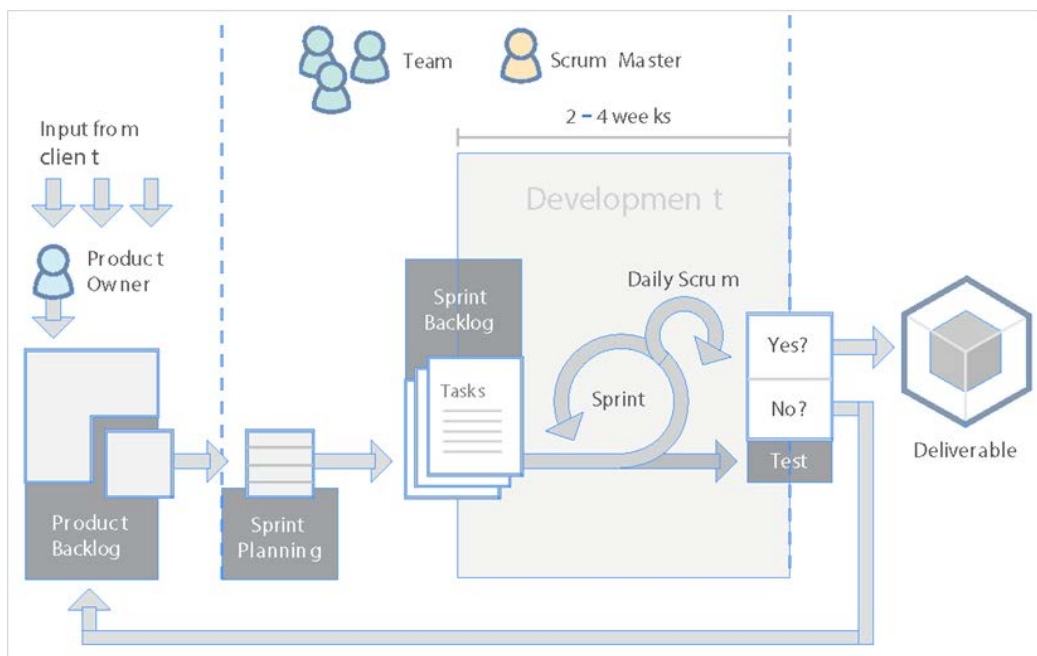 Team
Scrum Master
2 – 4 weeks
Input from
client
Development
Product
Owner
Daily Scrum
Sprint
Backlog
Yes?
Tasks
Sprint
No?
Deliverable
Test
Product
Backlog
Sprint
Planning